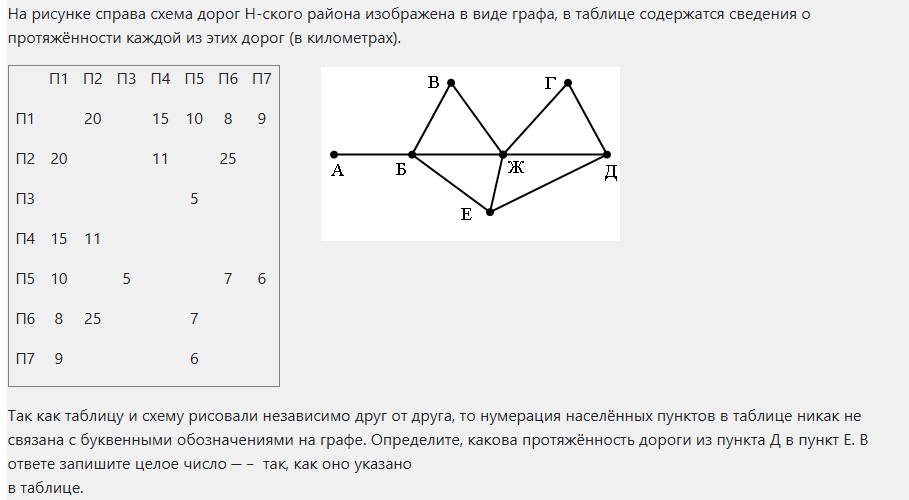 На рисунке справа схема дорог Н-ского района изображена в виде графа, в таблице содержатся сведения о
протяжённости каждой из этих дорог (в километрах).
П1 П2 П3 П4 П5 П6 П7
П1 20 15 10 8 9
П2 20 11 25
П3 5
П4 15 11
П5 10 5 7 6
П6 8 25 7
П7 9 6
В Г
А Б Ж Д
Е
Так как таблицу и схему рисовали независимо друг от друга, то нумерация населённых пунктов в таблице никак не
связана с буквенными обозначениями на графе. Определите, какова протяжённость дороги из пункта Д в пункт Е. В
ответе запишите целое число — – так, как оно указано
в таблице.